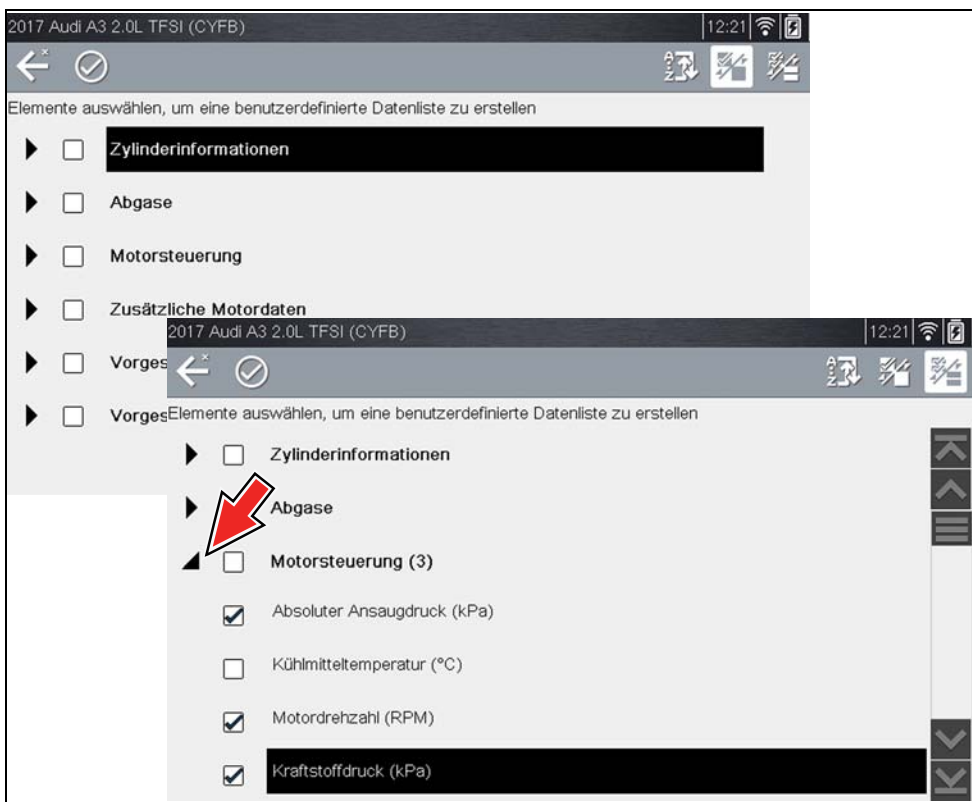 2017 Audi A3 2.0L TFSI (CYFB) 12:21
Elemente auswählen, um eine benutzerdefinierte Datenliste zu erstellen
Zylinderinformationen
Abgase
Motorsteuerung
Zusätzliche Motordaten
Vorges
Vorges
2017 Audi A3 2.0L TFSI (CYFB) 12:21
Elemente auswählen, um eine benutzerdefinierte Datenliste zu erstellen
Zylinderinformationen
Abgase
Motorsteuerung (3)
Absoluter Ansaugdruck (kPa)
Kühlmitteltemperatur (°C)
Motordrehzahl (RPM)
Kraftstoffdruck (kPa)